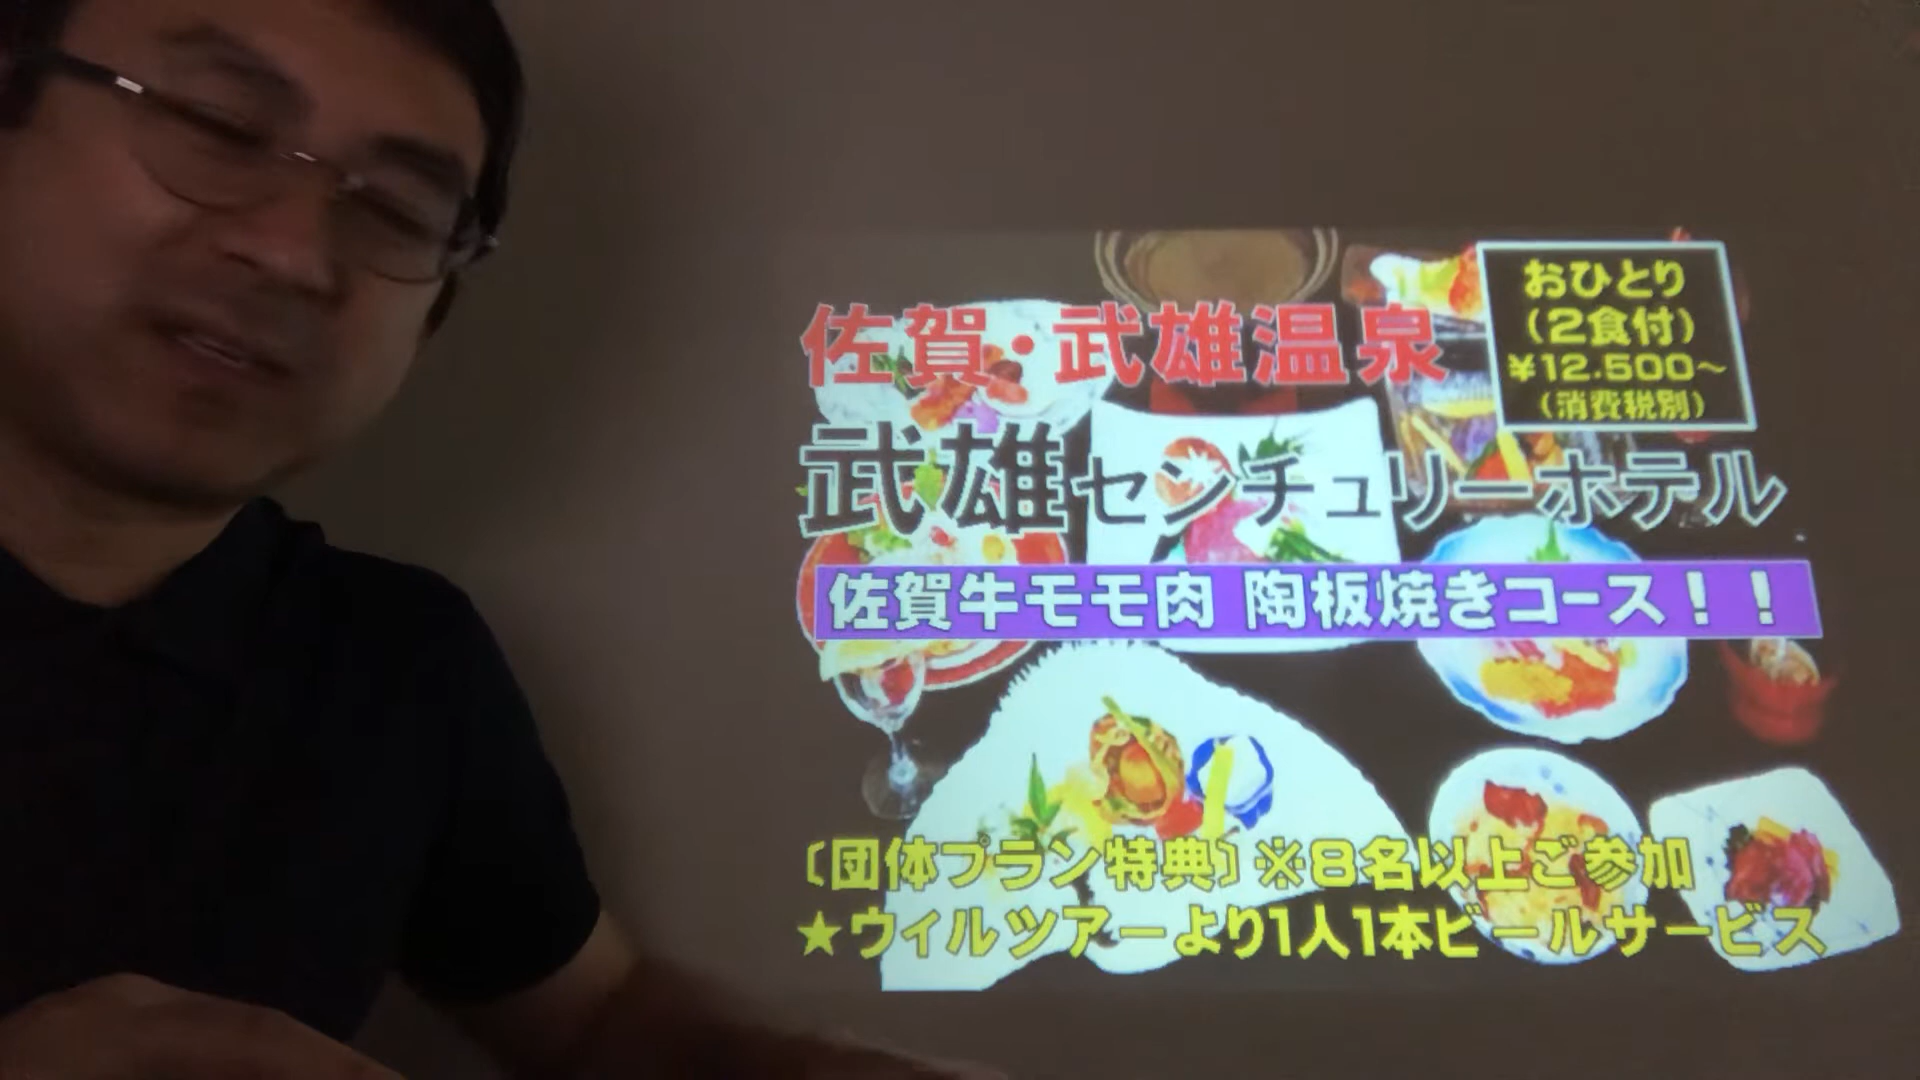 おひとり
(2食付)
¥12.500~
(消費税別)
佐賀・武雄温泉
武雄センチュリーホテル
佐賀牛モモ肉 陶板焼きコース!!
〔団体プラン特典〕※8名以上ご参加
★ウィルツアーより1人1本ビールサービス